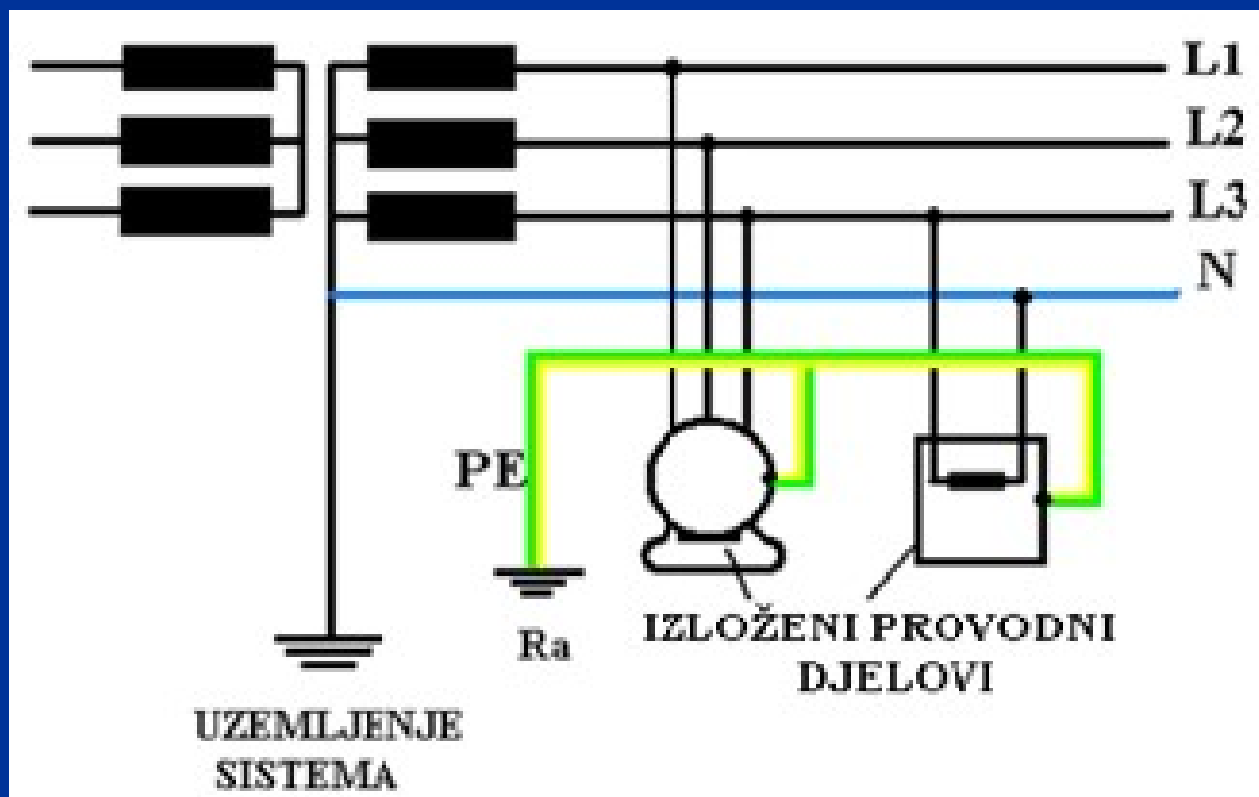 L1
L2
L3
N
PE
Ra
IZLOŽENI PROVODNI
DJELOVI
UZEMLJENJE
SISTEMA